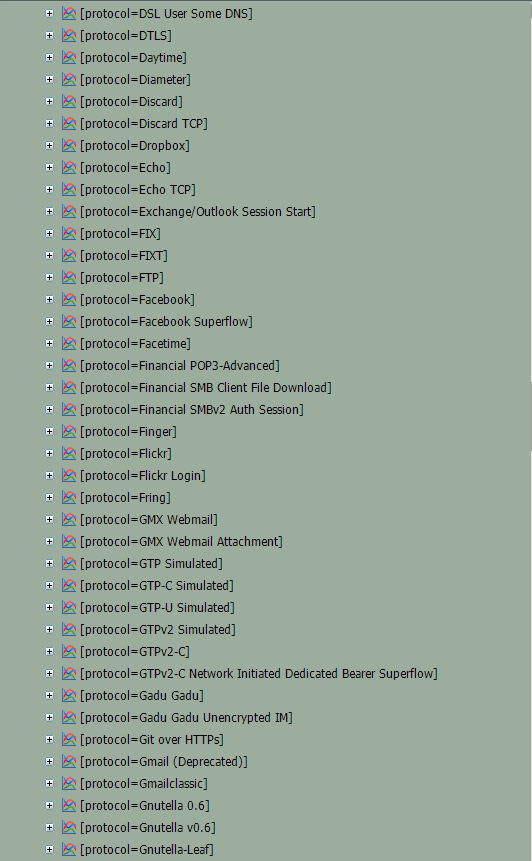 [protocol=DSL User Some DNS]
[protocol=DTLS]
[protocol=Daytime]
[protocol=Diameter]
[protocol=Discard]
[protocol=Discard TCP]
[protocol=Dropbox]
[protocol=Echo]
[protocol=Echo TCP]
[protocol=Exchange/Outlook Session Start]
[protocol=FIX]
[protocol=FIXT]
[protocol=FTP]
[protocol=Facebook]
[protocol=Facebook Superflow]
[protocol=Facetime]
[protocol=Financial POP3-Advanced]
[protocol=Financial SMB Client File Download]
[protocol=Financial SMBv2 Auth Session]
[protocol=Finger]
[protocol=Flickr]
[protocol=Flickr Login]
[protocol=Fring]
[protocol=GMX Webmail]
[protocol=GMX Webmail Attachment]
[protocol=GTP Simulated]
[protocol=GTP-C Simulated]
[protocol=GTP-U Simulated]
[protocol=GTPv2 Simulated]
[protocol=GTPv2-C]
[protocol=GTPv2-C Network Initiated Dedicated Bearer Superflow]
[protocol=Gadu Gadu]
[protocol=Gadu Gadu Unencrypted IM]
[protocol=Git over HTTPs]
[protocol=Gmail (Deprecated)]
[protocol=Gmailclassic]
[protocol=Gnutella 0.6]
[protocol=Gnutella v0.6]
[protocol=Gnutella-Leaf]